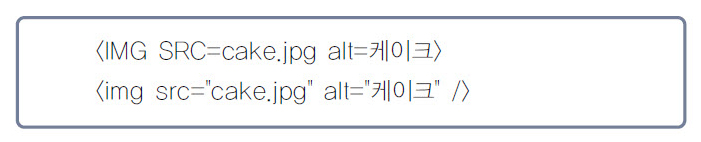 <IMG SRC=cake.jpg alt=케이크>
<img src="cake.jpg" alt="케이크" />